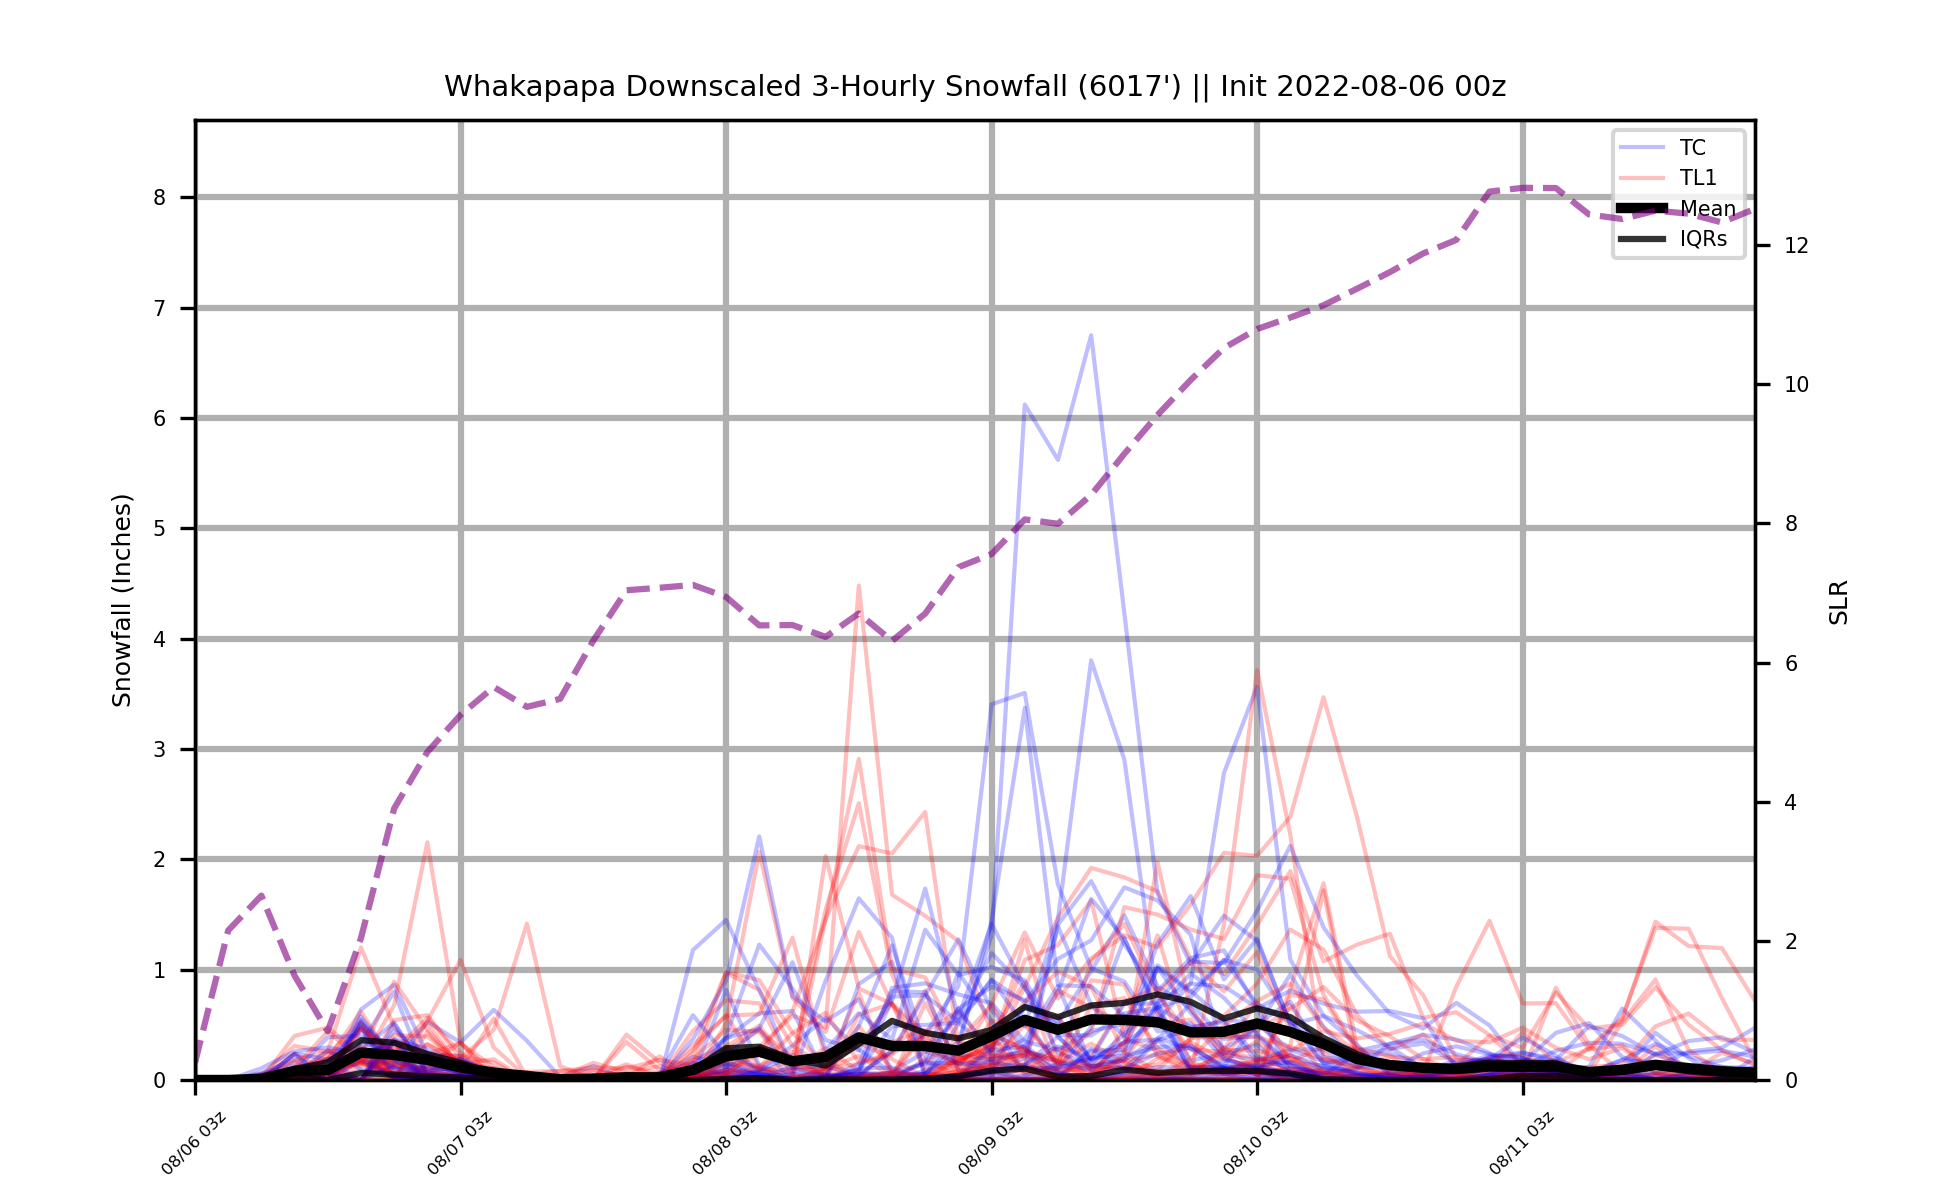 Whakapapa Downscaled 3-Hourly Snowfall (6017') || Init 2022-08-06 00z
TC
TL1
Mean
IQRs
8
7
6
5
4
3
2
1
0
Snowfall (Inches)
12
10
8
6
4
2
0
SLR
08/06 03z
08/07 03z
08/08 03z
08/09 03z
08/10 03z
08/11 03z